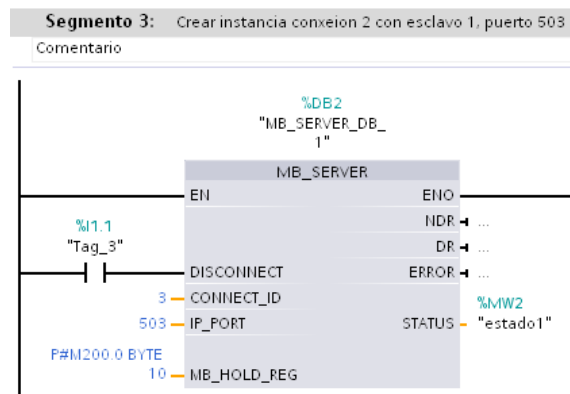 Segmento 3: Crear instancia conxeion 2 con esclavo 1, puerto 503
Comentario
%DB2
"MB_SERVER_DB_
1"
MB_SERVER
EN ENO
NDR ...
%I1.1
"Tag_3"
DR ...
DISCONNECT ERROR ...
3 CONNECT_ID
%MW2
503 IP_PORT STATUS "estado1"
P#M200.0 BYTE
10 MB_HOLD_REG